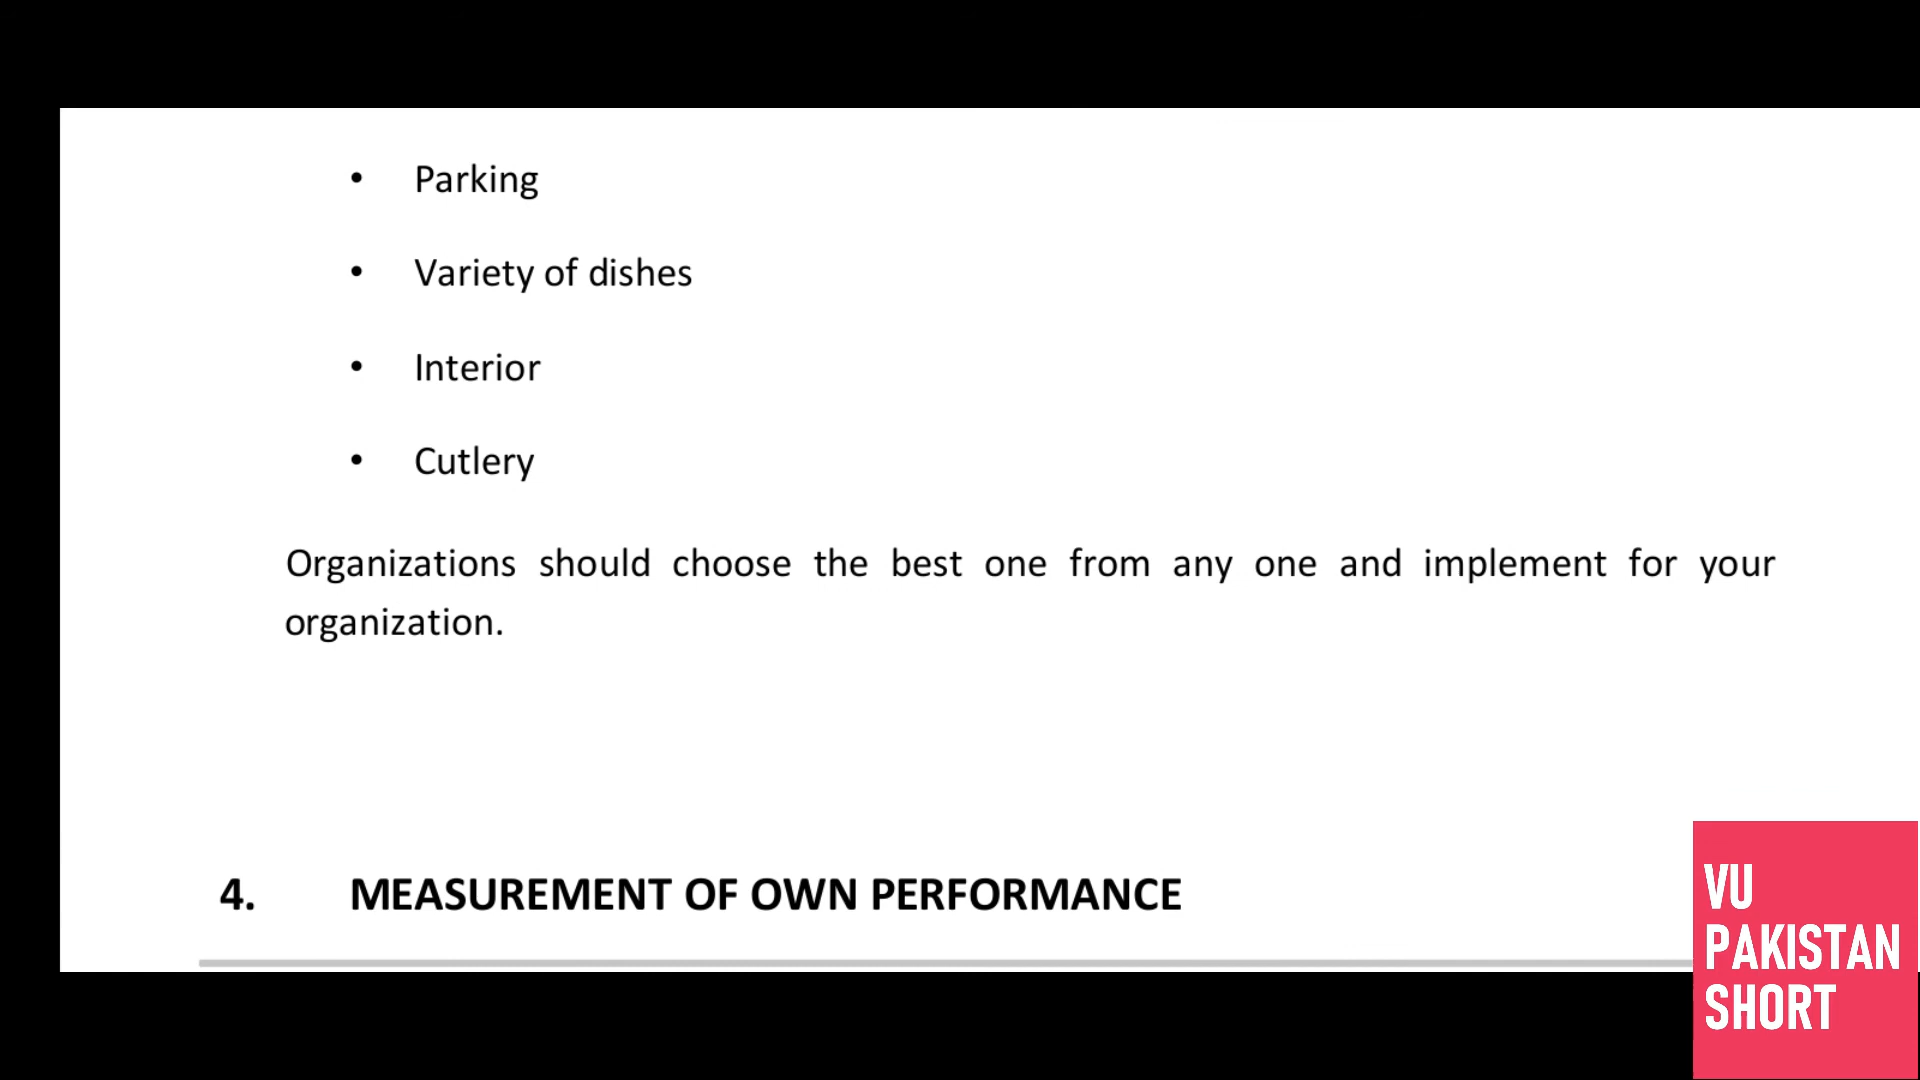 • Parking
• Variety of dishes
• Interior
• Cutlery
Organizations should choose the best one from any one and implement for your
organization.
4. MEASUREMENT OF OWN PERFORMANCE
VU
PAKISTAN
SHORT